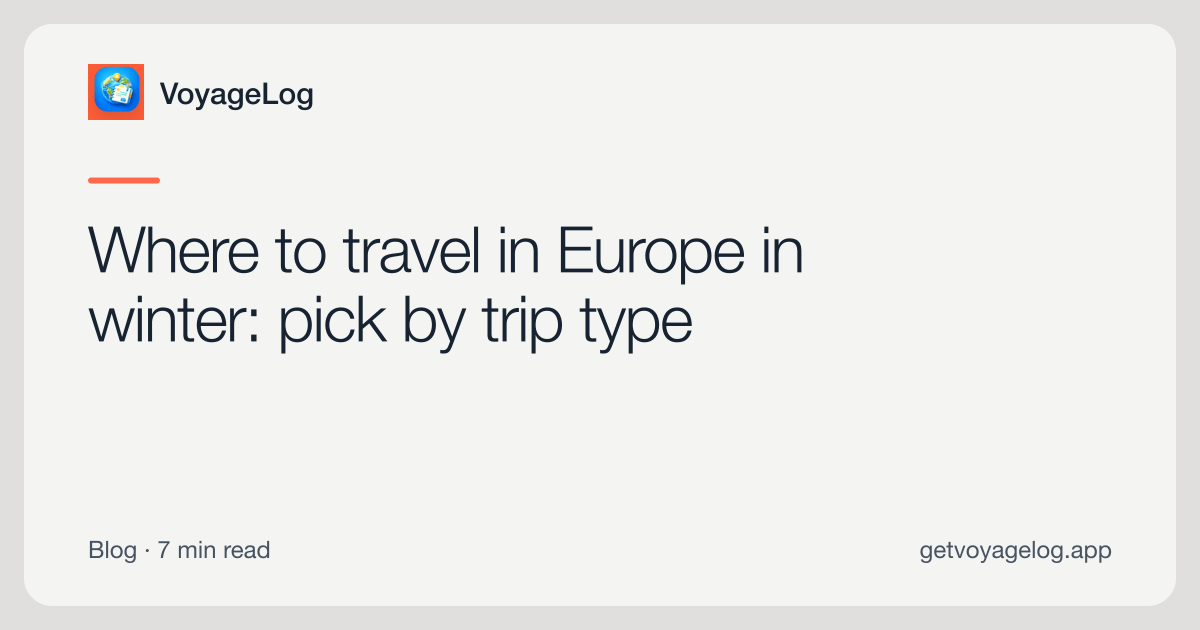 VoyageLog
Where to travel in Europe in
winter: pick by trip type
Blog · 7 min read
getvoyagelog.app